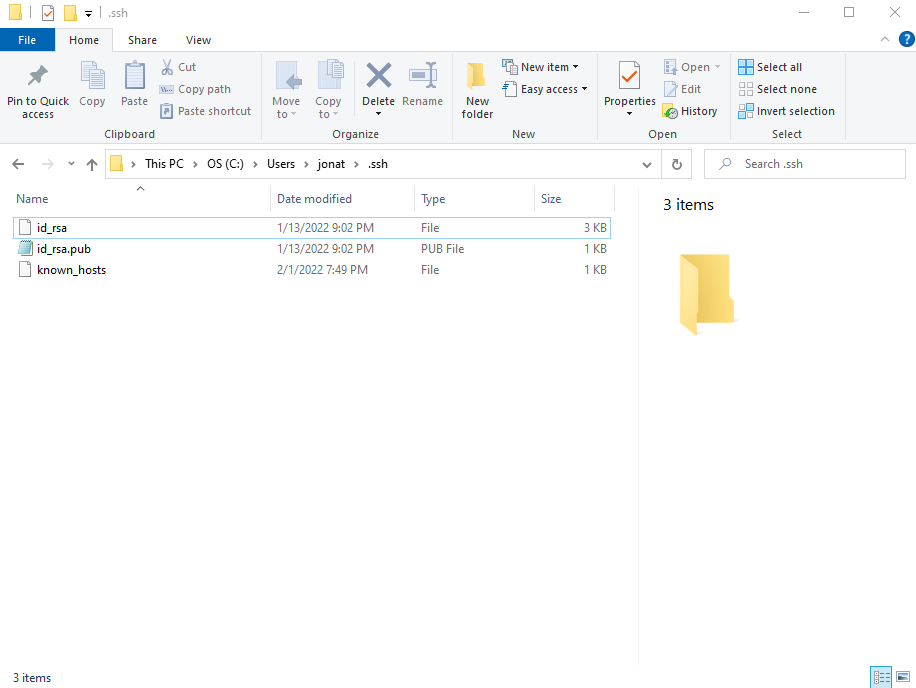 .ssh
File Home Share View
Pin to Quick access
Copy
Paste
Cut
Copy path
Paste shortcut
Clipboard
Move to
Copy to
Delete
Rename
Organize
New folder
New item
Easy access
New
Properties
Open
Edit
History
Open
Select all
Select none
Invert selection
Select
This PC > OS (C:) > Users > jonat > .ssh
Search .ssh
Name Date modified Type Size
id_rsa 1/13/2022 9:02 PM File 3 KB
id_rsa.pub 1/13/2022 9:02 PM PUB File 1 KB
known_hosts 2/1/2022 7:49 PM File 1 KB
3 items
3 items